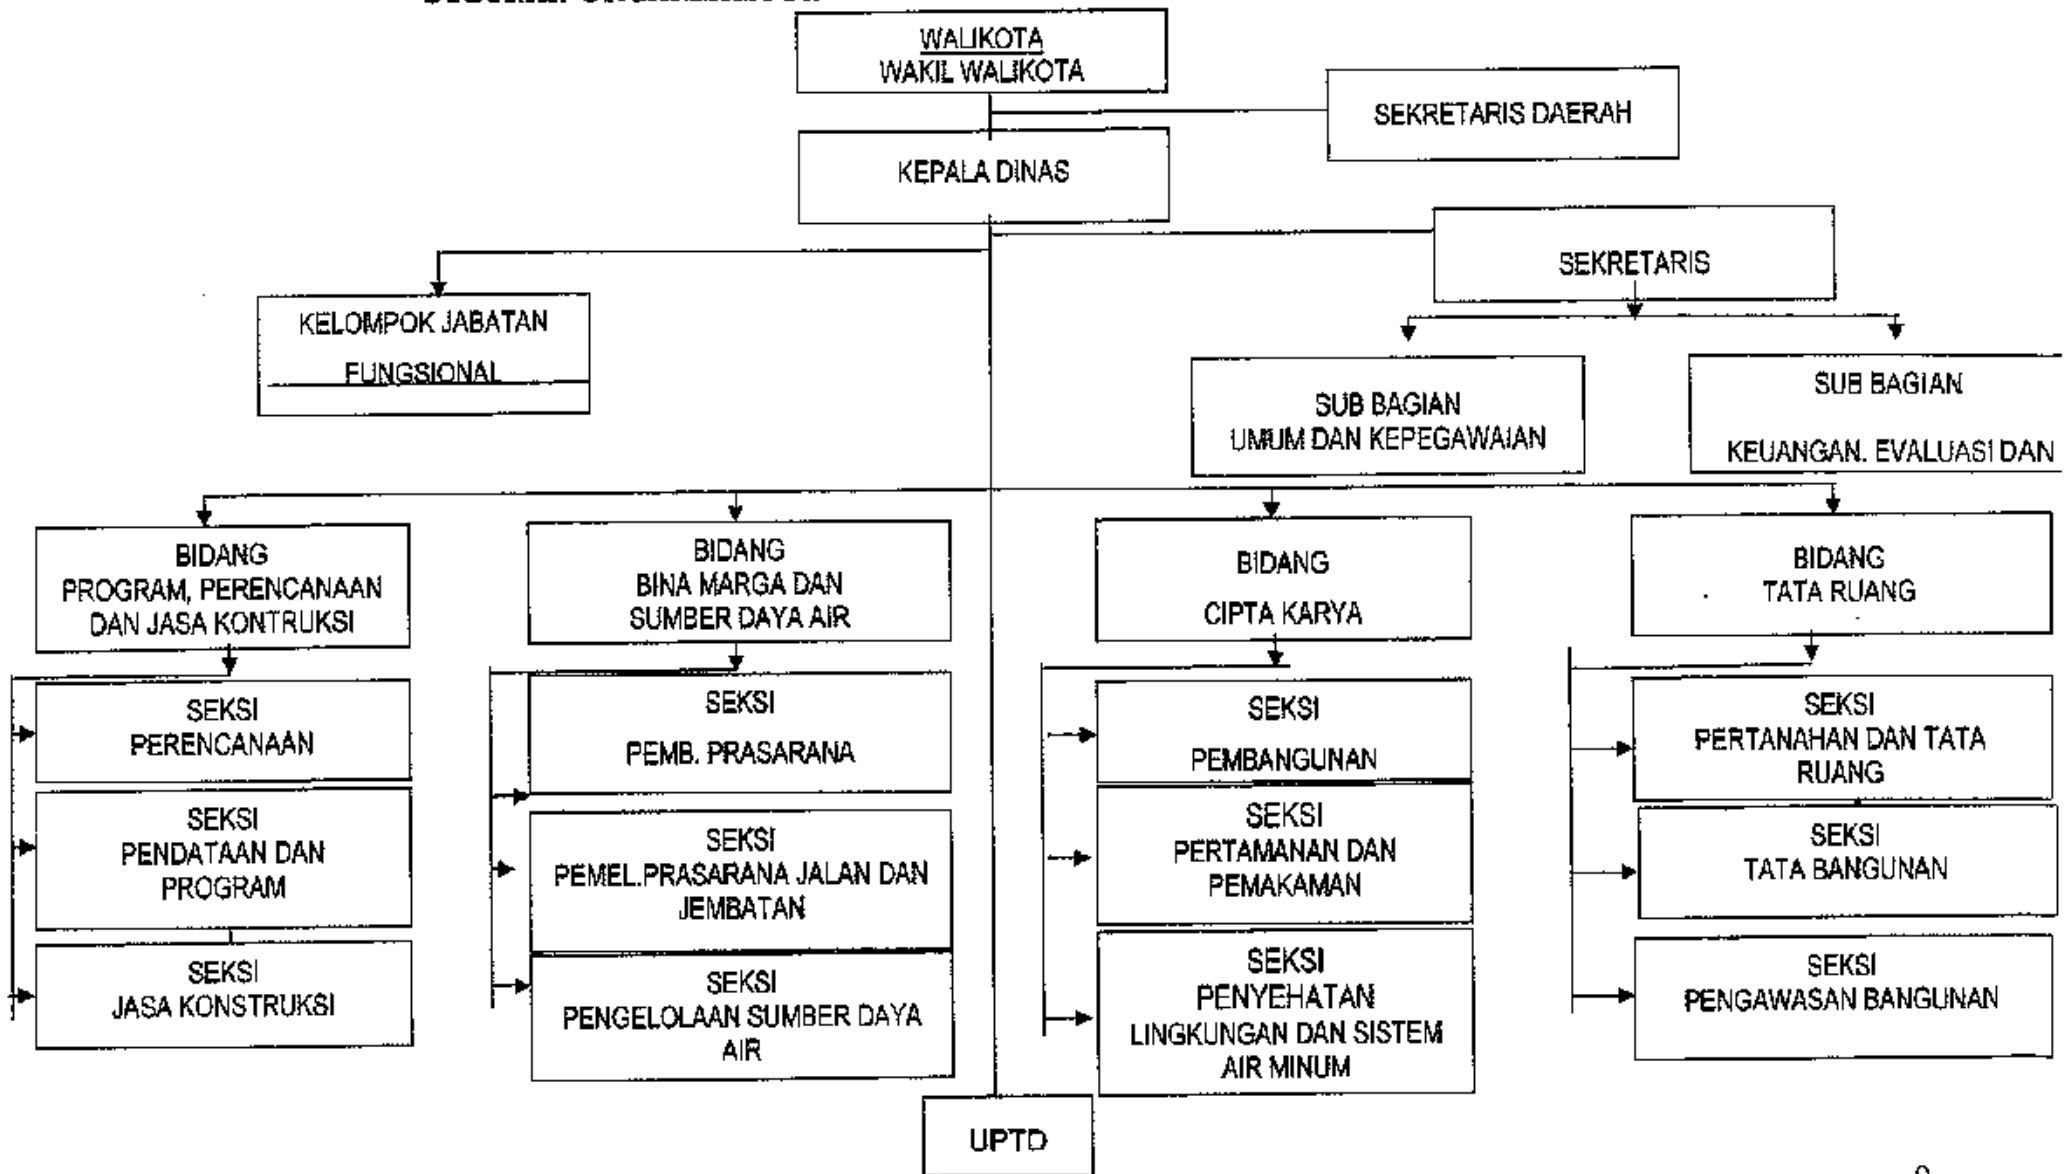 WALIKOTA
WAKIL WALIKOTA
SEKRETARIS DAERAH
KEPALA DINAS
SEKRETARIS
KELOMPOK JABATAN
FUNGSIONAL
SUB BAGIAN
UMUM DAN KEPEGAWAIAN
SUB BAGIAN
KEUANGAN. EVALUASI DAN
BIDANG
PROGRAM, PERENCANAAN
DAN JASA KONTRUKSI
BIDANG
BINA MARGA DAN
SUMBER DAYA AIR
BIDANG
CIPTA KARYA
BIDANG
TATA RUANG
SEKSI
PERENCANAAN
SEKSI
PENDATAAN DAN
PROGRAM
SEKSI
JASA KONSTRUKSI
SEKSI
PEMB. PRASARANA
SEKSI
PEMEL.PRASARANA JALAN DAN
JEMBATAN
SEKSI
PENGELOLAAN SUMBER DAYA
AIR
SEKSI
PEMBANGUNAN
SEKSI
PERTAMANAN DAN
PEMAKAMAN
SEKSI
PENYEHATAN
LINGKUNGAN DAN SISTEM
AIR MINUM
SEKSI
PERTANAHAN DAN TATA
RUANG
SEKSI
TATA BANGUNAN
SEKSI
PENGAWASAN BANGUNAN
UPTD